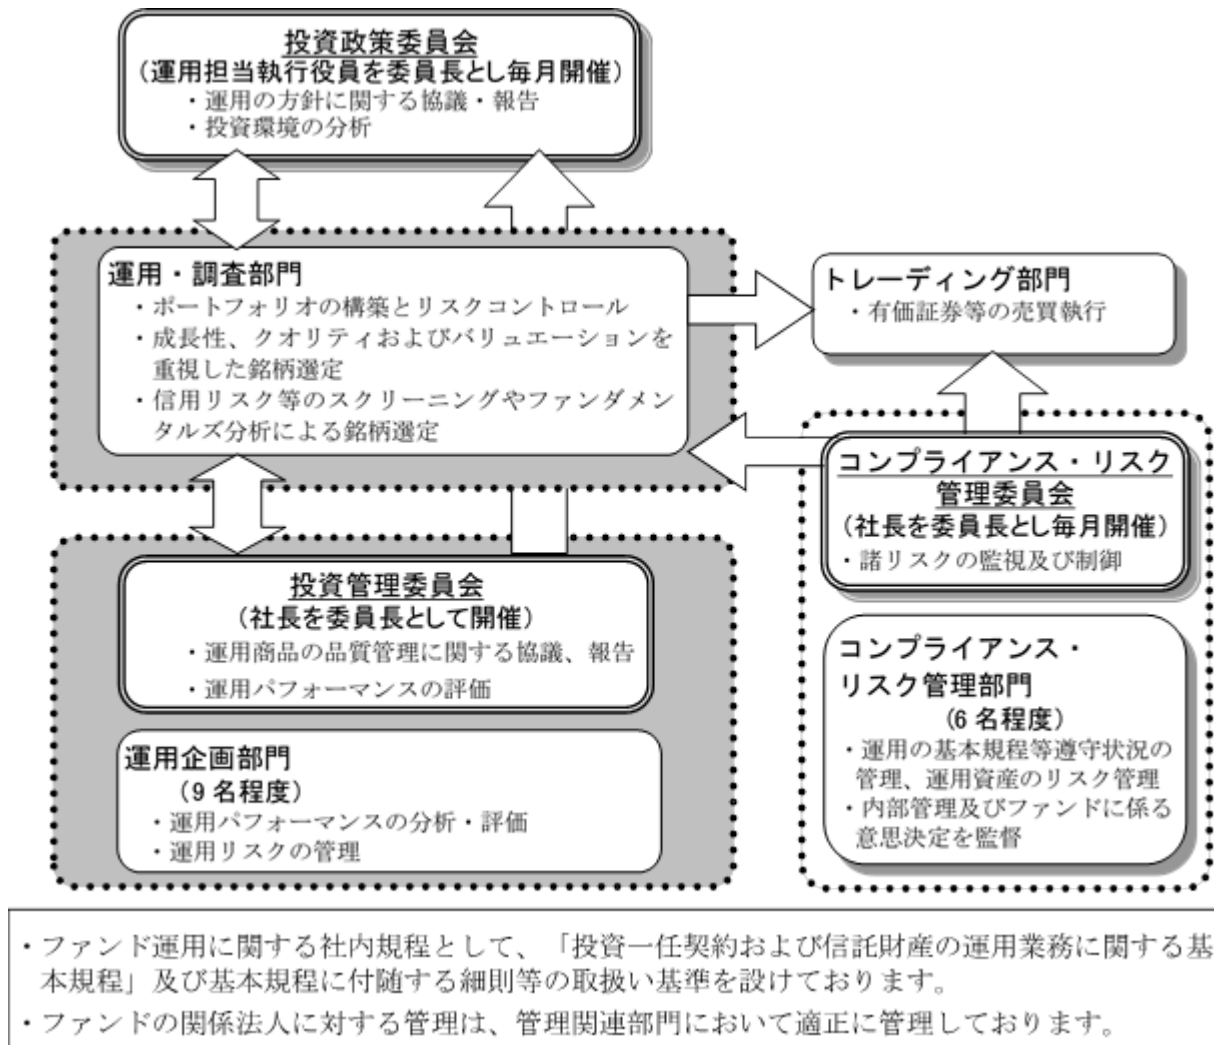 投資政策委員会
(運用担当執行役員を委員長とし毎月開催)
・運用の方針に関する協議・報告
・投資環境の分析
運用・調査部門
・ポートフォリオの構築とリスクコントロール
・成長性、クオリティおよびバリュエーションを
重視した銘柄選定
・信用リスク等のスクリーニングやファンダメン
タルズ分析による銘柄選定
トレーディング部門
・有価証券等の売買執行
コンプライアンス・リスク
管理委員会
(社長を委員長とし毎月開催)
・諸リスクの監視及び制御
投資管理委員会
(社長を委員長として開催)
・運用商品の品質管理に関する協議、報告
・運用パフォーマンスの評価
コンプライアンス・
リスク管理部門
(6名程度)
・運用の基本規程等遵守状況の
管理、運用資産のリスク管理
・内部管理及びファンドに係る
意思決定を監督
運用企画部門
(9名程度)
・運用パフォーマンスの分析・評価
・運用リスクの管理
・ファンド運用に関する社内規程として、「投資一任契約および信託財産の運用業務に関する基
本規程」及び基本規程に付随する細則等の取扱い基準を設けております。
・ファンドの関係法人に対する管理は、管理関連部門において適正に管理しております。